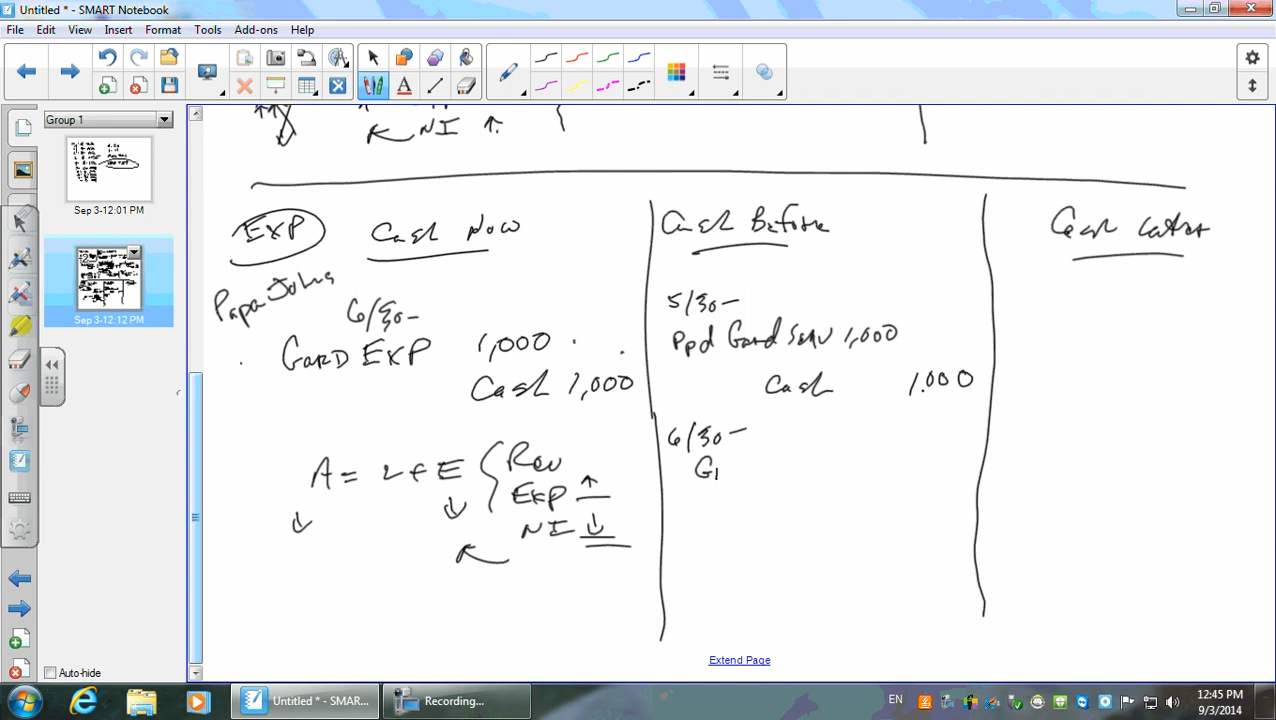 Untitled * - SMART Notebook
File Edit View Insert Format Tools Add-ons Help
Group 1
Sep 3-12:01 PM
Sep 3-12:12 PM
Auto-hide
NI
EXP Cash Now
Cash Before
Cash Later
Papa Johns
6/30-
GARD EXP 1,000
Cash 1,000
A = L + E
Rev
EXP
NI
5/30-
Ppd Gard Serv 1,000
Cash 1,000
6/30-
Extend Page
Untitled * - SMAR...
Recording...
EN
12:45 PM
9/3/2014